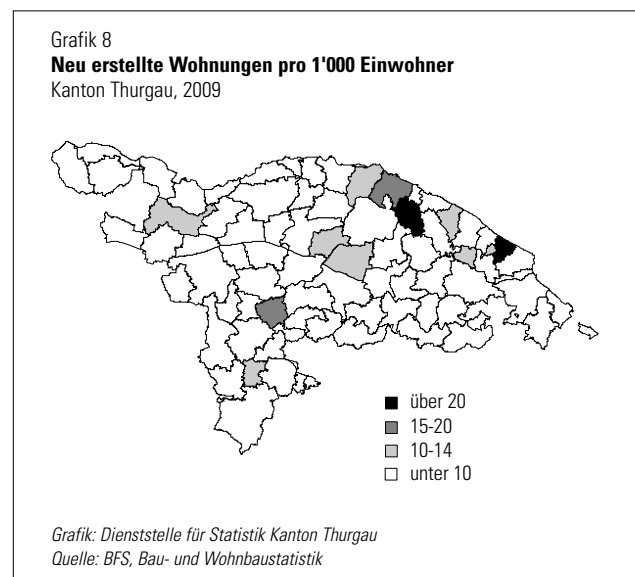 Grafik 8
Neu erstellte Wohnungen pro 1'000 Einwohner
Kanton Thurgau, 2009
über 20
15-20
10-14
unter 10
Grafik: Dienststelle für Statistik Kanton Thurgau
Quelle: BFS, Bau- und Wohnbaustatistik